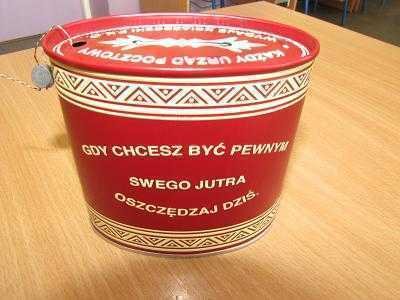 KAŻDY URZĄD POCZTOWY
GDY CHCESZ BYĆ PEWNYM
SWEGO JUTRA
OSZCZĘDZAJ DZIŚ.